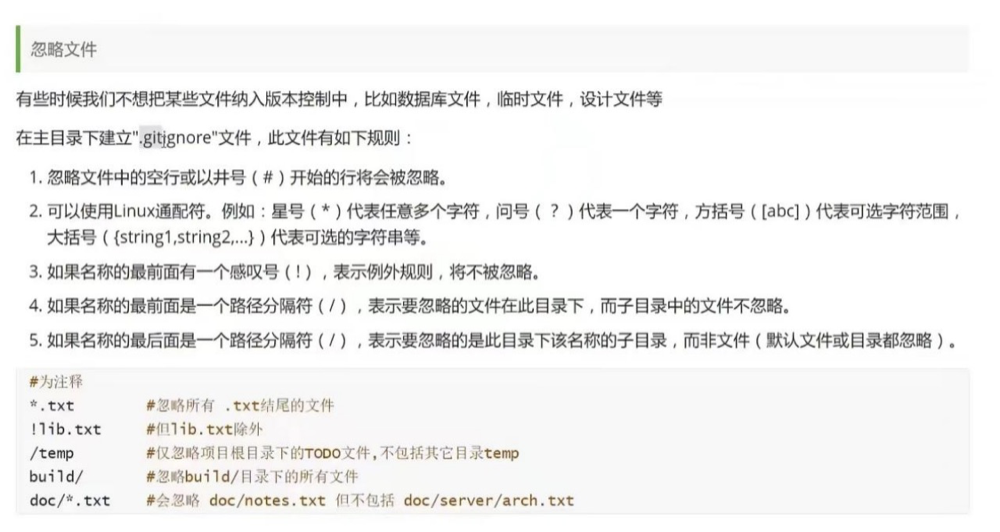 忽略文件
有些时候我们不想把某些文件纳入版本控制中，比如数据库文件，临时文件，设计文件等
在主目录下建立".gitignore"文件，此文件有如下规则：
1. 忽略文件中的空行或以井号（#）开始的行将会被忽略。
2. 可以使用Linux通配符。例如：星号（*）代表任意多个字符，问号（？）代表一个字符，方括号（[abc]）代表可选字符范围，
大括号（{string1,string2,...}）代表可选的字符串等。
3. 如果名称的最前面有一个感叹号（!），表示例外规则，将不被忽略。
4. 如果名称的最前面是一个路径分隔符（/），表示要忽略的文件在此目录下，而子目录中的文件不忽略。
5. 如果名称的最后面是一个路径分隔符（/），表示要忽略的是此目录下该名称的子目录，而非文件（默认文件或目录都忽略）。
#为注释
*.txt #忽略所有 .txt结尾的文件
!lib.txt #但lib.txt除外
/temp #仅忽略项目根目录下的TODO文件,不包括其它目录temp
build/ #忽略build/目录下的所有文件
doc/*.txt #会忽略 doc/notes.txt 但不包括 doc/server/arch.txt